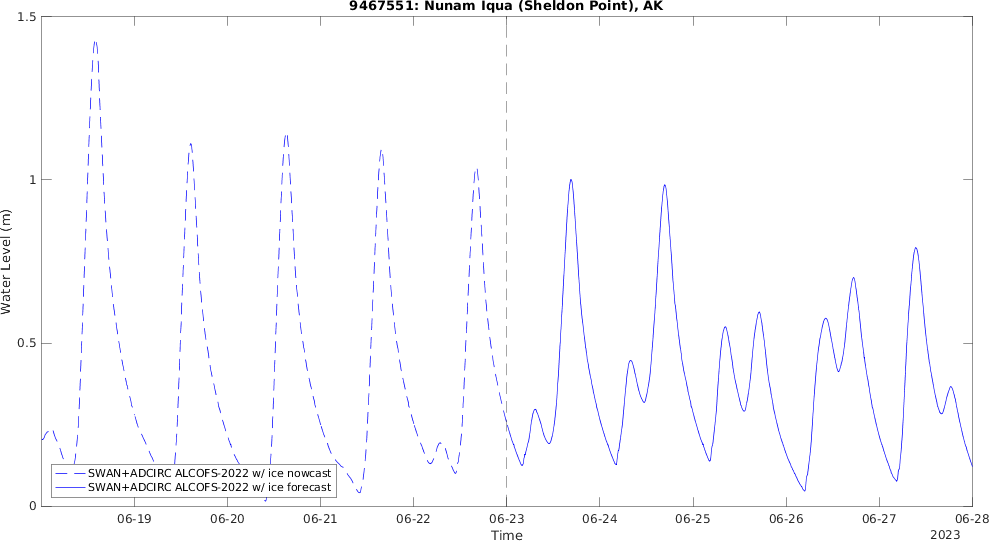 9467551: Nunam Iqua (Sheldon Point), AK
1.5
1
0.5
0
Water Level (m)
SWAN+ADCIRC ALCOFS-2022 w/ ice nowcast
SWAN+ADCIRC ALCOFS-2022 w/ ice forecast
06-19 06-20 06-21 06-22 06-23 06-24 06-25 06-26 06-27 06-28
Time
2023